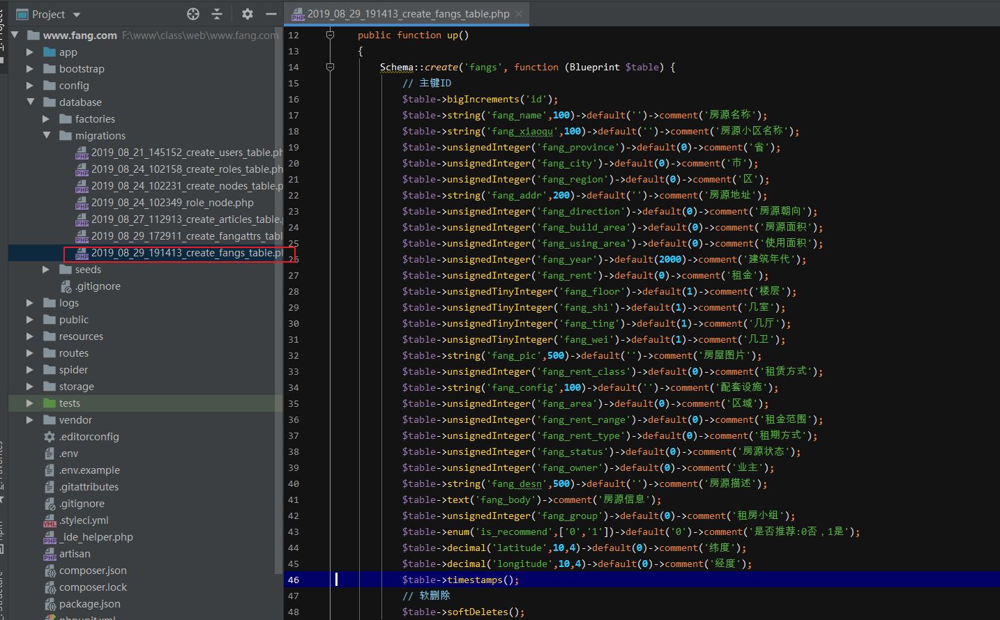 Project
2019_08_29_191413_create_fangs_table.php
www.fang.com F:\www\class\web\www.fang.com
app
bootstrap
config
database
factories
migrations
2019_08_21_145152_create_users_table.ph
2019_08_24_102158_create_roles_table.ph
2019_08_24_102231_create_nodes_table.p
2019_08_24_102349_role_node.php
2019_08_27_112913_create_articles_table.
2019_08_29_172911_create_fangattrs_tabl
2019_08_29_191413_create_fangs_table.ph
seeds
.gitignore
logs
public
resources
routes
spider
storage
tests
vendor
.editorconfig
.env
.env.example
.gitattributes
.gitignore
.styleci.yml
_ide_helper.php
artisan
composer.json
composer.lock
package.json
phpunit.xml
12 public function up()
13 {
14 Schema::create('fangs', function (Blueprint $table) {
15 // 主键ID
16 $table->bigIncrements('id');
17 $table->string('fang_name',100)->default('')->comment('房源名称');
18 $table->string('fang_xiaoqu',100)->default('')->comment('房源小区名称');
19 $table->unsignedInteger('fang_province')->default(0)->comment('省');
20 $table->unsignedInteger('fang_city')->default(0)->comment('市');
21 $table->unsignedInteger('fang_region')->default(0)->comment('区');
22 $table->string('fang_addr',200)->default('')->comment('房源地址');
23 $table->unsignedInteger('fang_direction')->default(0)->comment('房源朝向');
24 $table->unsignedInteger('fang_build_area')->default(0)->comment('房源面积');
25 $table->unsignedInteger('fang_using_area')->default(0)->comment('使用面积');
26 $table->unsignedInteger('fang_year')->default(2000)->comment('建筑年代');
27 $table->unsignedInteger('fang_rent')->default(0)->comment('租金');
28 $table->unsignedTinyInteger('fang_floor')->default(1)->comment('楼层');
29 $table->unsignedTinyInteger('fang_shi')->default(1)->comment('几室');
30 $table->unsignedTinyInteger('fang_ting')->default(1)->comment('几厅');
31 $table->unsignedTinyInteger('fang_wei')->default(1)->comment('几卫');
32 $table->string('fang_pic',500)->default('')->comment('房屋图片');
33 $table->unsignedInteger('fang_rent_class')->default(0)->comment('租赁方式');
34 $table->string('fang_config',100)->default('')->comment('配套设施');
35 $table->unsignedInteger('fang_area')->default(0)->comment('区域');
36 $table->unsignedInteger('fang_rent_range')->default(0)->comment('租金范围');
37 $table->unsignedInteger('fang_rent_type')->default(0)->comment('租期方式');
38 $table->unsignedInteger('fang_status')->default(0)->comment('房源状态');
39 $table->unsignedInteger('fang_owner')->default(0)->comment('业主');
40 $table->string('fang_desn',500)->default('')->comment('房源描述');
41 $table->text('fang_body')->comment('房源信息');
42 $table->unsignedInteger('fang_group')->default(0)->comment('租房小组');
43 $table->enum('is_recommend',['0','1'])->default('0')->comment('是否推荐:0否，1是');
44 $table->decimal('latitude',10,4)->default(0)->comment('纬度');
45 $table->decimal('longitude',10,4)->default(0)->comment('经度');
46 $table->timestamps();
47 // 软删除
48 $table->softDeletes();